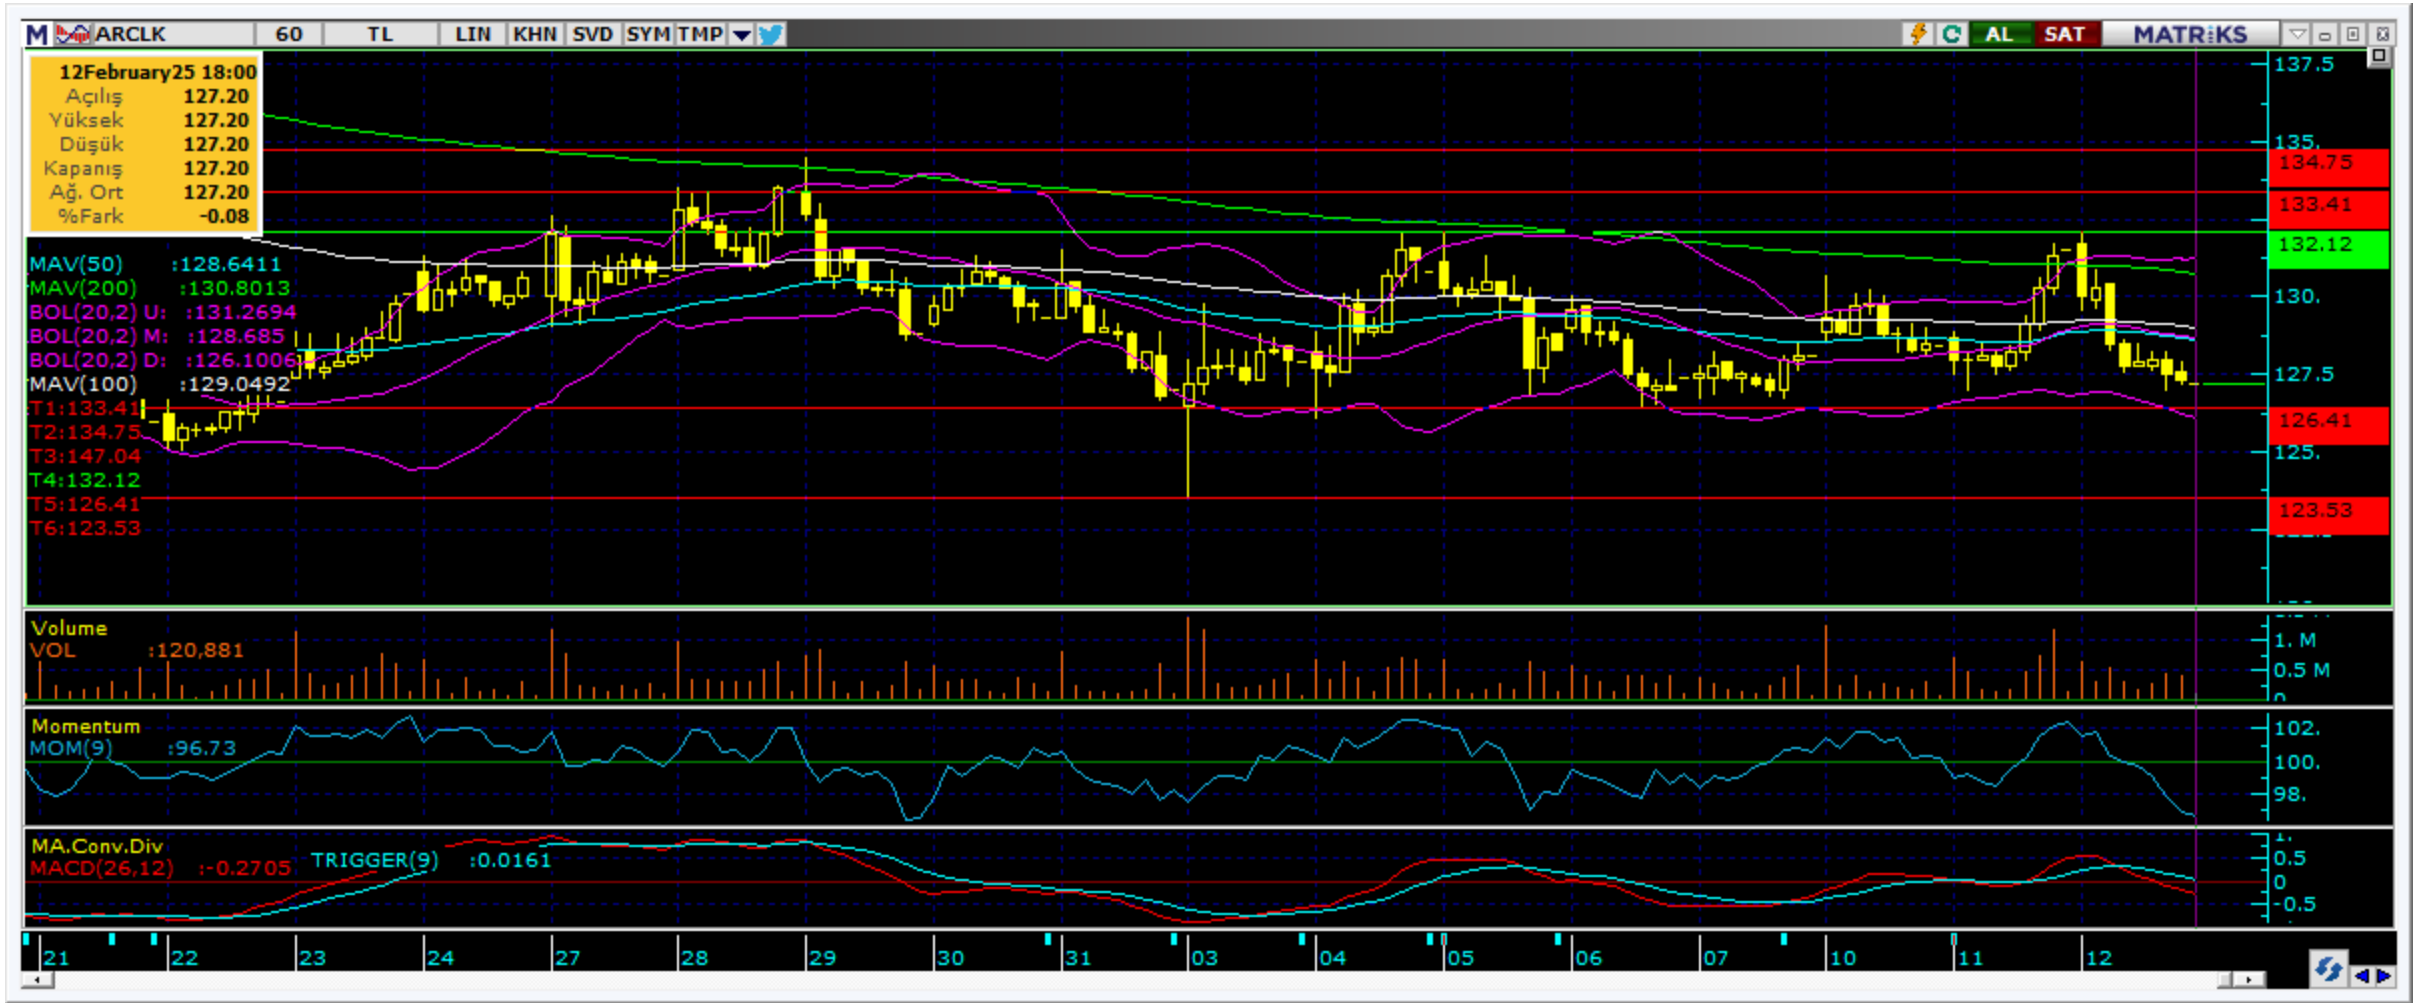 M ARCLK 60 TL LIN KHN SVD SYM TMP AL SAT MATRiKS
12February25 18:00
Açılış 127.20
Yüksek 127.20
Düşük 127.20
Kapanış 127.20
Ağ. Ort 127.20
%Fark -0.08
MAV(50) :128.6411
MAV(200) :130.8013
BOL(20,2) U: :131.2694
BOL(20,2) M: :128.685
BOL(20,2) D: :126.1006
MAV(100) :129.0492
T1:133.41
T2:134.75
T3:147.04
T4:132.12
T5:126.41
T6:123.53
137.5
135.
134.75
133.41
132.12
130.
127.5
126.41
125.
123.53
Volume
VOL :120,881
1. M
0.5 M
0
Momentum
MOM(9) :96.73
102.
100.
98.
MA.Conv.Div
MACD(26,12) :-0.2705 TRIGGER(9) :0.0161
1.
0.5
0
-0.5
21 22 23 24 27 28 29 30 31 03 04 05 06 07 10 11 12